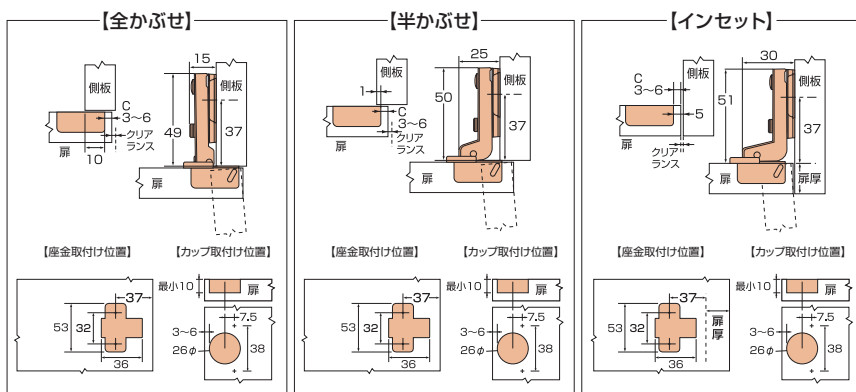 【全かぶせ】
15
側板
側板
C
3〜6
49
37
クリア
ランス
10
扉
扉
【座金取付け位置】
【カップ取付け位置】
最小10
扉
37
7.5
53
32
3〜6
38
26φ
36
【半かぶせ】
25
側板
側板
1
C
3〜6
50
37
クリア
ランス
扉
扉
【座金取付け位置】
【カップ取付け位置】
最小10
扉
37
7.5
53
32
3〜6
38
26φ
36
【インセット】
30
側板
側板
C
3〜6
51
5
37
クリア
ランス
扉
扉
扉厚
【座金取付け位置】
【カップ取付け位置】
最小10
扉
37
扉厚
7.5
53
32
3〜6
38
26φ
36